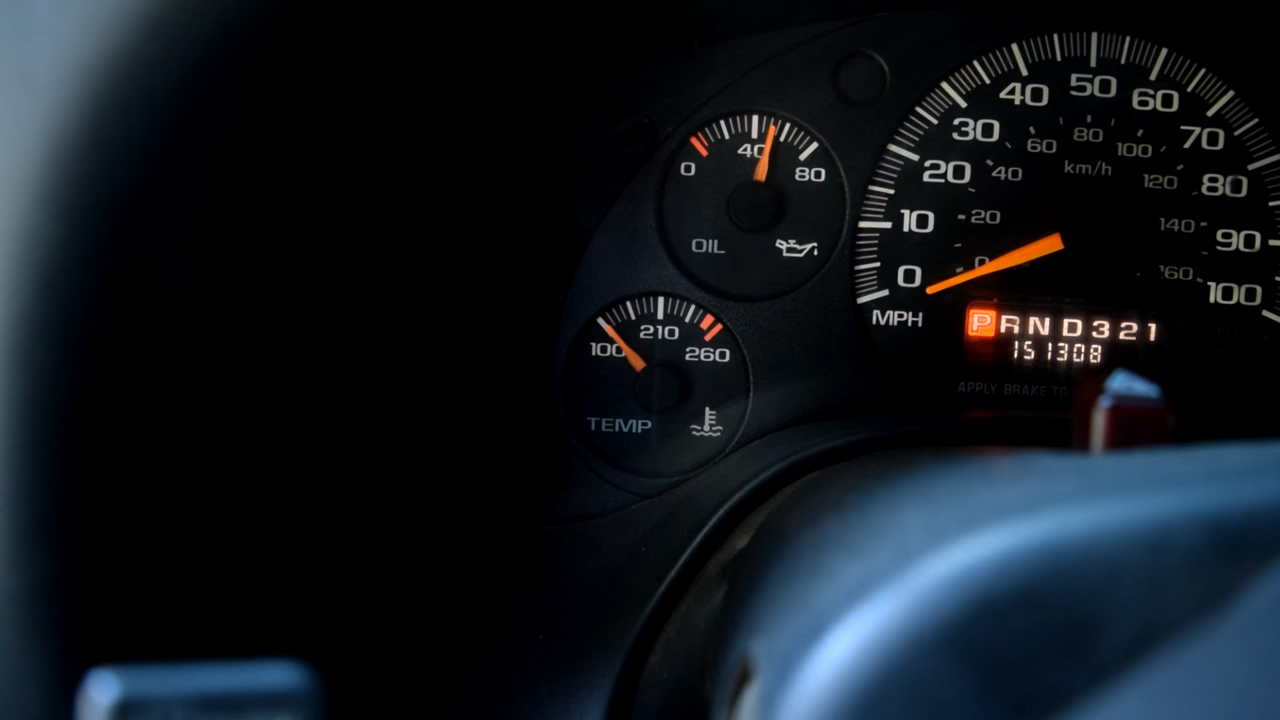 0 40 80
OIL
100 210 260
TEMP
0 10 20 30 40 50 60 70 80 90 100
MPH
20 40 60 80 100 120 140 160
km/h
PRND321
151308
APPLY BRAKE TO